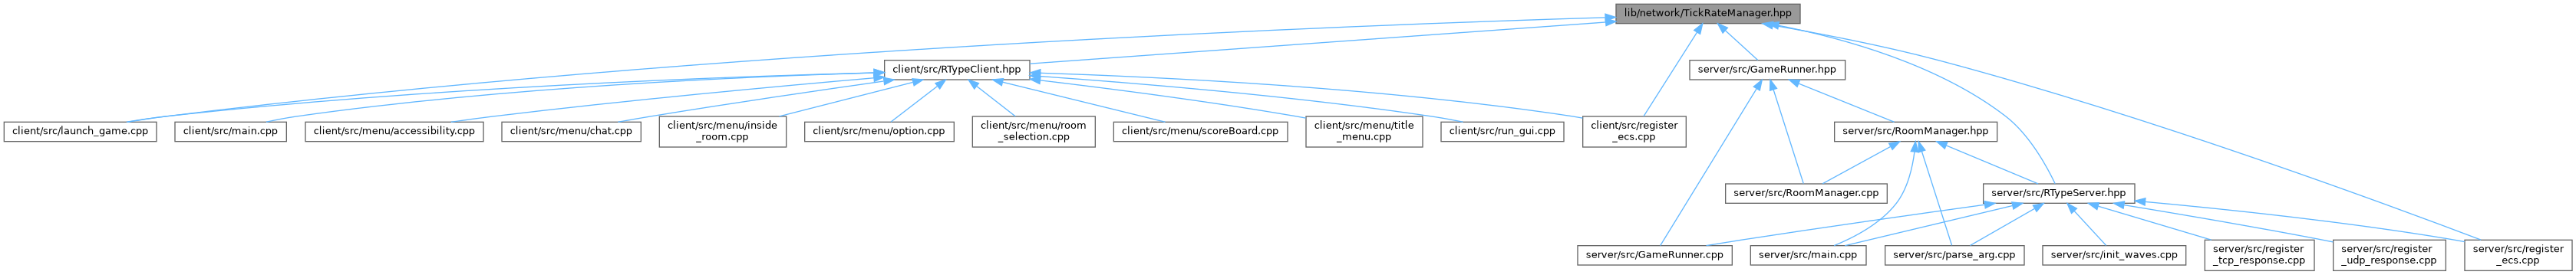 lib/network/TickRateManager.hpp
client/src/RTypeClient.hpp
server/src/GameRunner.hpp
client/src/launch_game.cpp
client/src/main.cpp
client/src/menu/accessibility.cpp
client/src/menu/chat.cpp
client/src/menu/inside
_room.cpp
client/src/menu/option.cpp
client/src/menu/room
_selection.cpp
client/src/menu/scoreBoard.cpp
client/src/menu/title
_menu.cpp
client/src/run_gui.cpp
client/src/register
_ecs.cpp
server/src/RoomManager.hpp
server/src/RoomManager.cpp
server/src/RTypeServer.hpp
server/src/GameRunner.cpp
server/src/main.cpp
server/src/parse_arg.cpp
server/src/init_waves.cpp
server/src/register
_tcp_response.cpp
server/src/register
_udp_response.cpp
server/src/register
_ecs.cpp